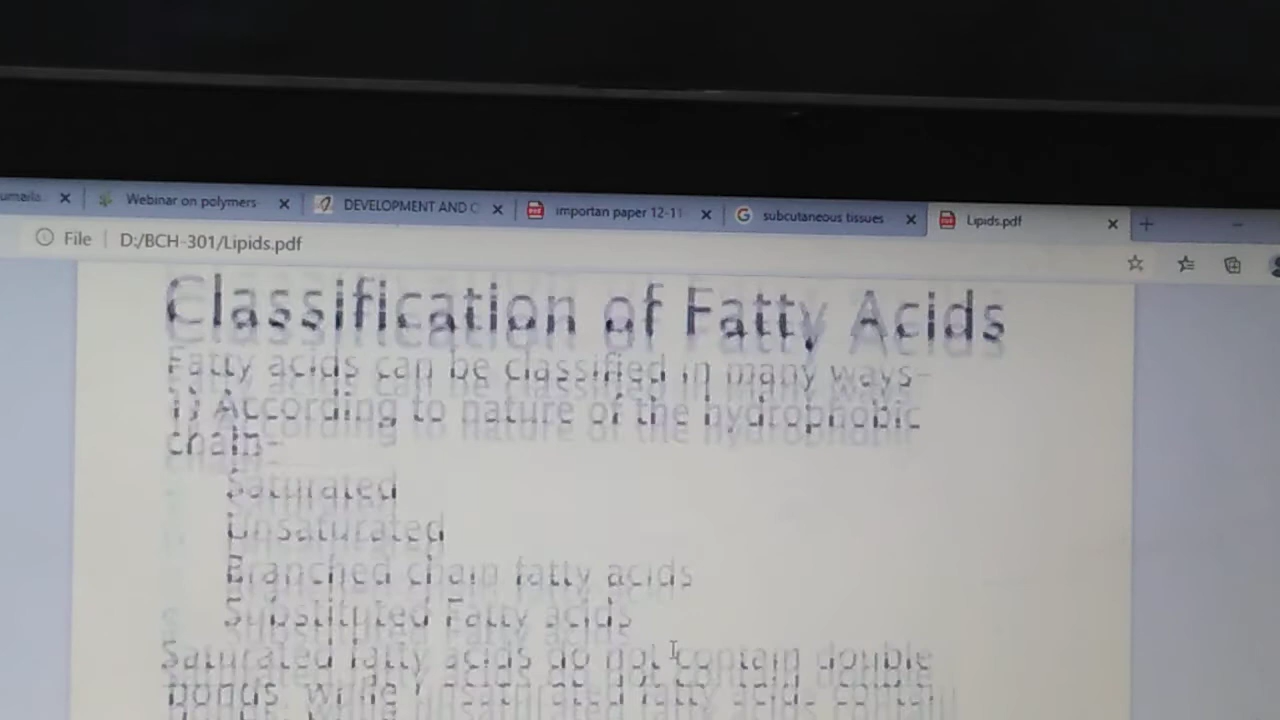 umaila
Webinar on polymers
DEVELOPMENT AND C
importan paper 12-11
subcutaneous tissues
Lipids.pdf
File
D:/BCH-301/Lipids.pdf
Classification of Fatty Acids
Fatty acids can be classified in many ways-
1) According to nature of the hydrophobic
chain-
Saturated
Unsaturated
Branched chain fatty acids
Substituted Fatty acids
Saturated fatty acids do not contain double
bonds, while unsaturated fatty acids contain